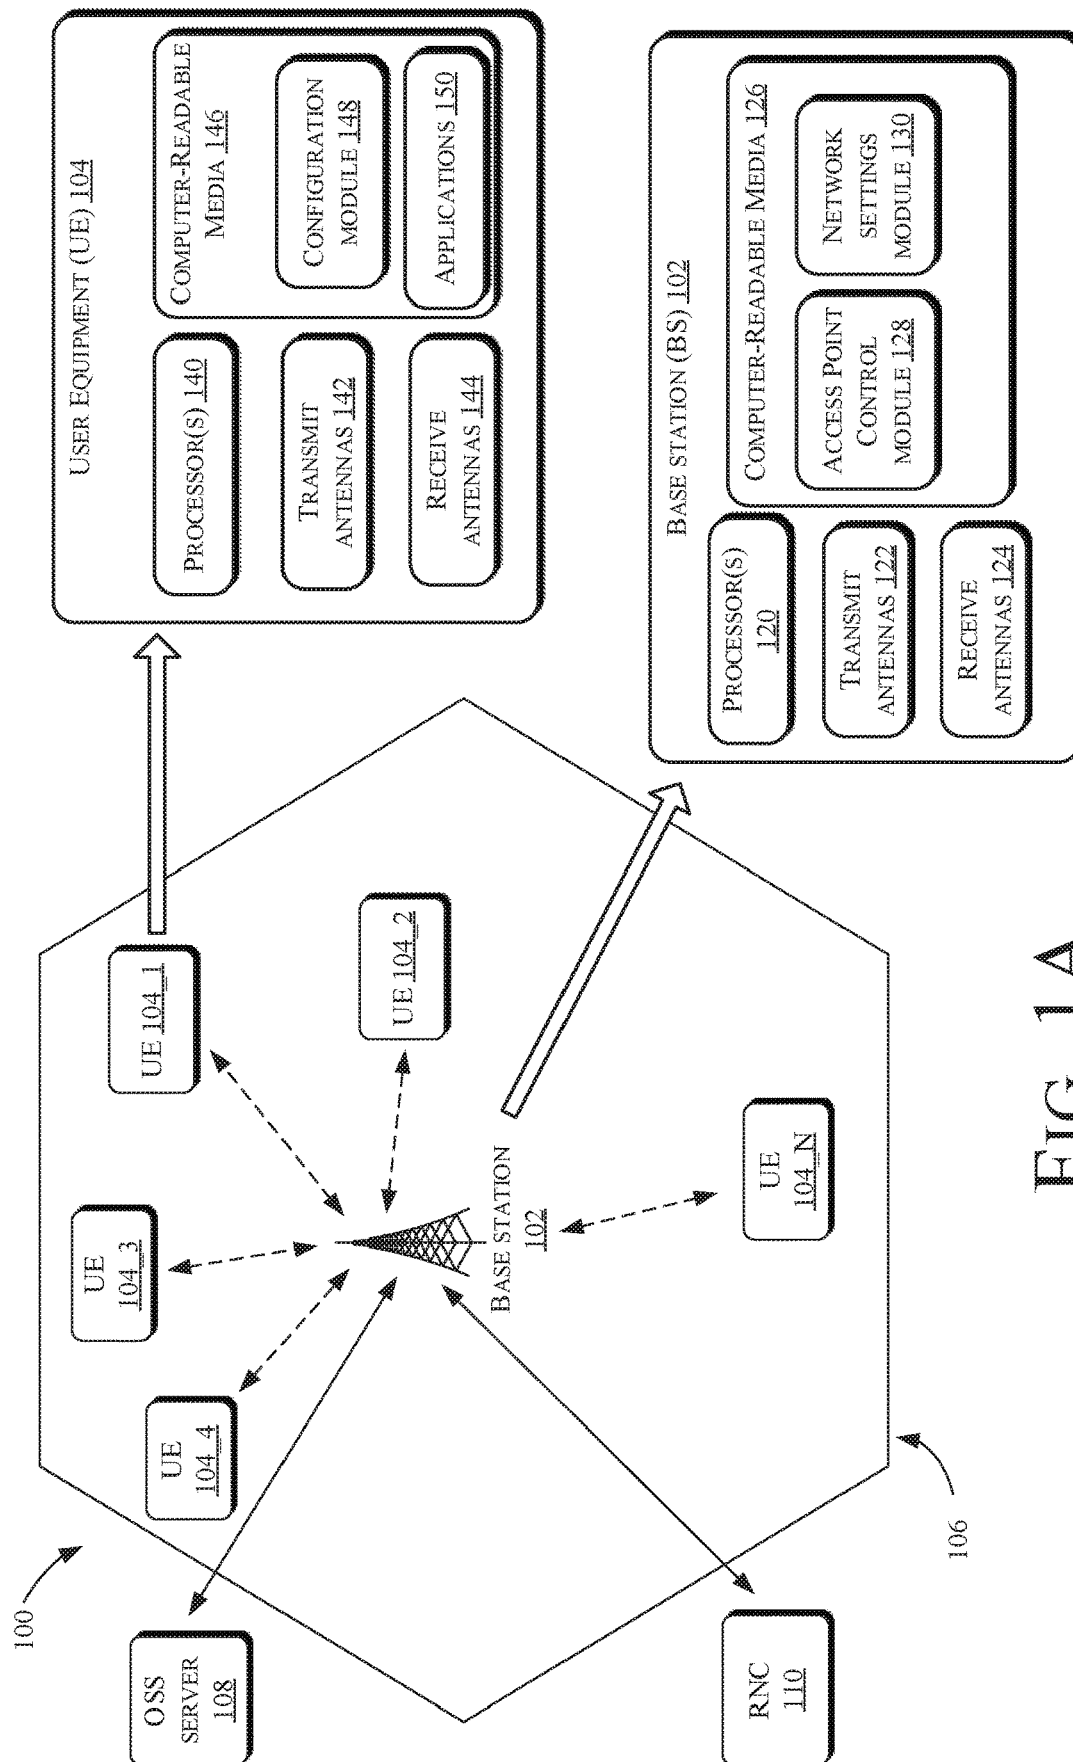 100
OSS
SERVER
108
UE
104_4
UE
104_3
UE 104_1
UE 104_2
BASE STATION
102
UE
104_N
RNC
110
106
USER EQUIPMENT (UE) 104
PROCESSOR(S) 140
TRANSMIT
ANTENNAS 142
RECEIVE
ANTENNAS 144
COMPUTER-READABLE
MEDIA 146
CONFIGURATION
MODULE 148
APPLICATIONS 150
BASE STATION (BS) 102
PROCESSOR(S)
120
TRANSMIT
ANTENNAS 122
RECEIVE
ANTENNAS 124
COMPUTER-READABLE MEDIA 126
ACCESS POINT
CONTROL
MODULE 128
NETWORK
SETTINGS
MODULE 130
FIG. 1A